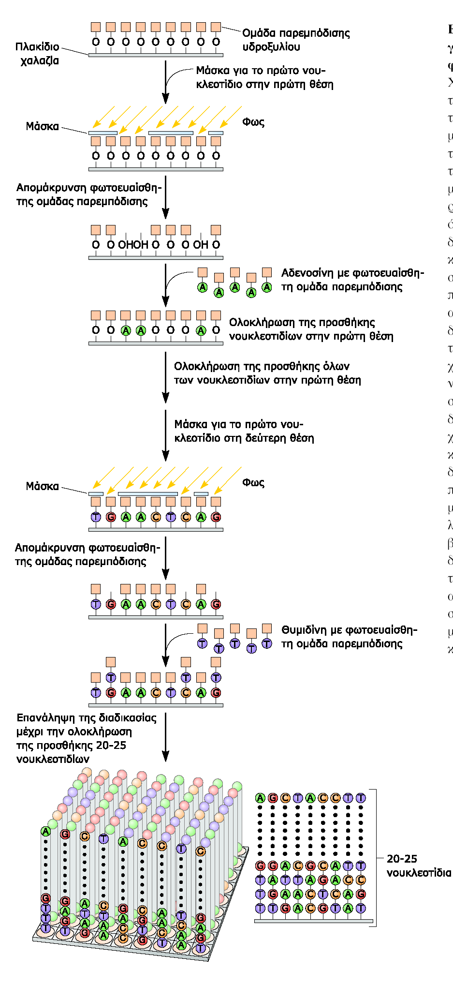 Ομάδα παρεμπόδισης
υδροξυλίου
Πλακίδιο
χαλαζία
O O O O O O O O O
Μάσκα για το πρώτο νου-
κλεοτίδιο στην πρώτη θέση
Φως
Μάσκα
O O O O O O O O O
Απομάκρυνση φωτοευαίσθη-
της ομάδας παρεμπόδισης
O O OH OH O O O OH O
Αδενοσίνη με φωτοευαίσθη-
τη ομάδα παρεμπόδισης
A A A A A
Ολοκλήρωση της προσθήκης
νουκλεοτιδίων στην πρώτη θέση
O O A A O O O A O
Ολοκλήρωση της προσθήκης όλων
των νουκλεοτιδίων στην πρώτη θέση
Μάσκα για το πρώτο νου-
κλεοτίδιο στη δεύτερη θέση
Φως
Μάσκα
T G A A C T C A G
Απομάκρυνση φωτοευαίσθη-
της ομάδας παρεμπόδισης
T G A A C T C A G
Θυμιδίνη με φωτοευαίσθη-
τη ομάδα παρεμπόδισης
T T T T T
T T T
T G A A C T C A G
Επανάληψη της διαδικασίας
μέχρι την ολοκλήρωση
της προσθήκης 20-25
νουκλεοτιδίων
A G C T A C C T C
G G A C G C A T G
T A T T A G A C A
T G A A C T C A G
T T G A C G T A T
A G C T A C C T T
G G A C G C A T T
T A T T A G A C C
T G A A C T C A G
T T G A C G T A T
20-25
νουκλεοτίδια